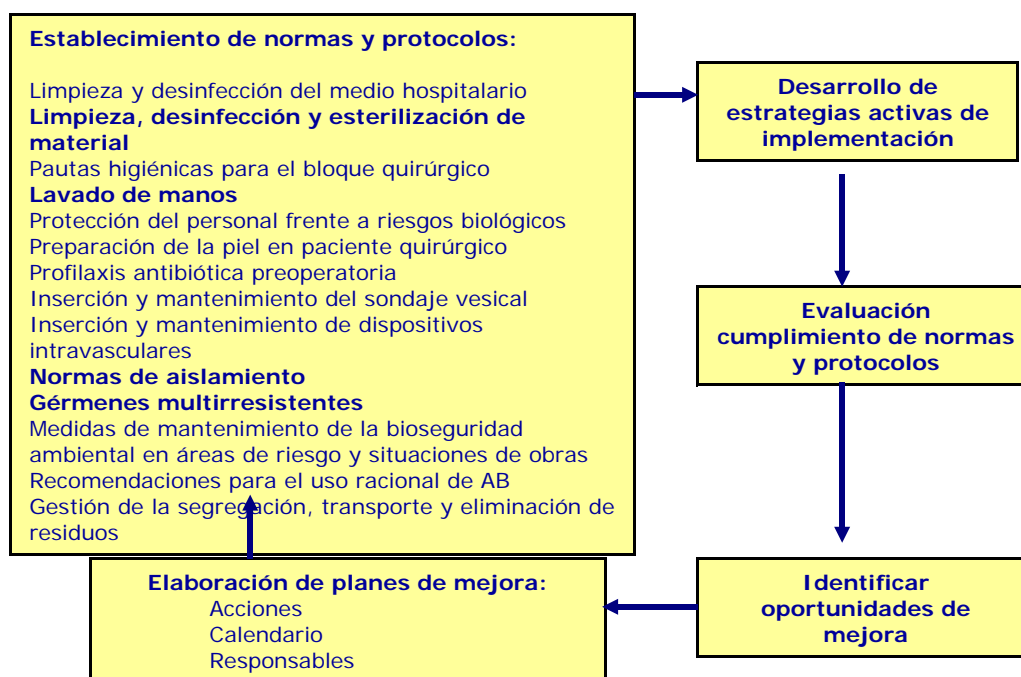 Establecimiento de normas y protocolos:
Limpieza y desinfección del medio hospitalario
Limpieza, desinfección y esterilización de
material
Pautas higiénicas para el bloque quirúrgico
Lavado de manos
Protección del personal frente a riesgos biológicos
Preparación de la piel en paciente quirúrgico
Profilaxis antibiótica preoperatoria
Inserción y mantenimiento del sondaje vesical
Inserción y mantenimiento de dispositivos
intravasculares
Normas de aislamiento
Gérmenes multirresistentes
Medidas de mantenimiento de la bioseguridad
ambiental en áreas de riesgo y situaciones de obras
Recomendaciones para el uso racional de AB
Gestión de la segregación, transporte y eliminación de
residuos
Desarrollo de
estrategias activas de
implementación
Evaluación
cumplimiento de normas
y protocolos
Identificar
oportunidades de
mejora
Elaboración de planes de mejora:
Acciones
Calendario
Responsables